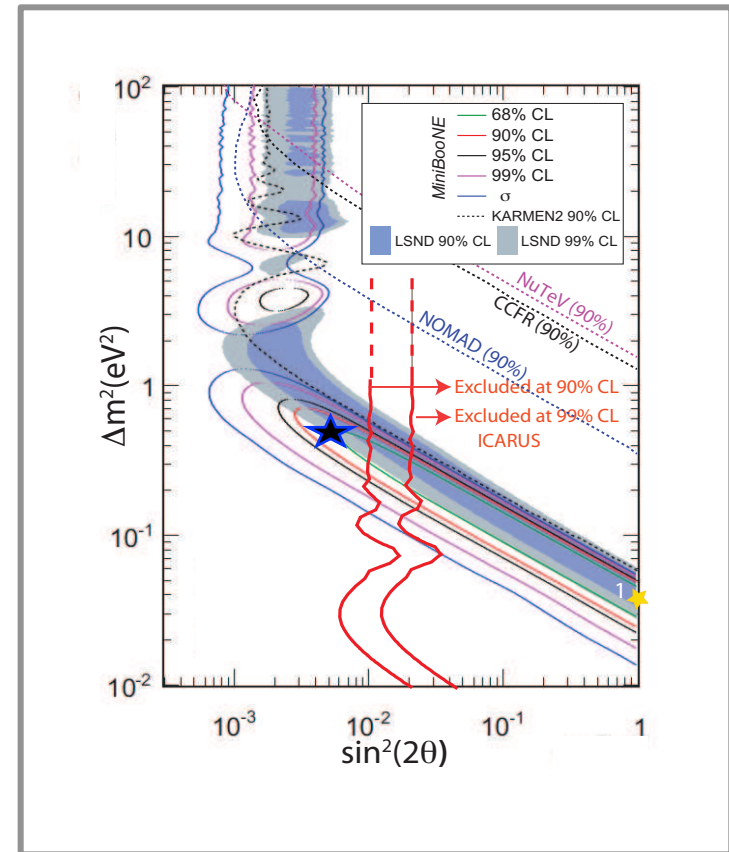 10²
10
1
10⁻¹
10⁻²
Δm²(eV²)
MiniBooNE
68% CL
90% CL
95% CL
99% CL
σ
KARMEN2 90% CL
LSND 90% CL
LSND 99% CL
NuTeV (90%)
CCFR (90%)
NOMAD (90%)
Excluded at 90% CL
Excluded at 99% CL
ICARUS
1
10⁻³
10⁻²
10⁻¹
1
sin²(2θ)